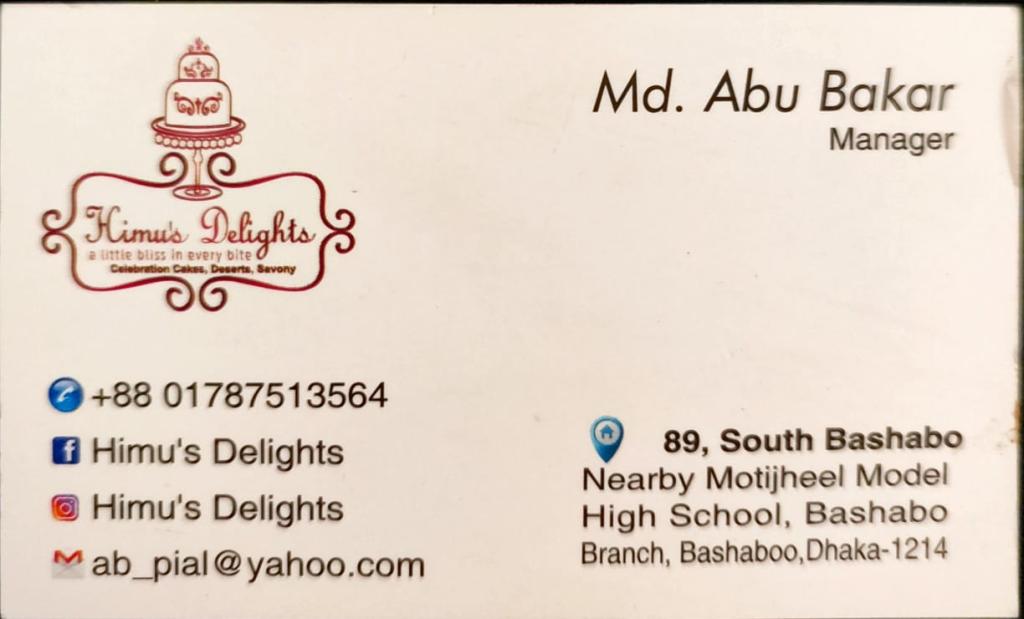 Himu's Delights
a little bliss in every bite
Celebration Cakes, Deserts, Savony
Md. Abu Bakar
Manager
+88 01787513564
Himu's Delights
Himu's Delights
ab_pial@yahoo.com
89, South Bashabo
Nearby Motijheel Model
High School, Bashabo
Branch, Bashaboo,Dhaka-1214